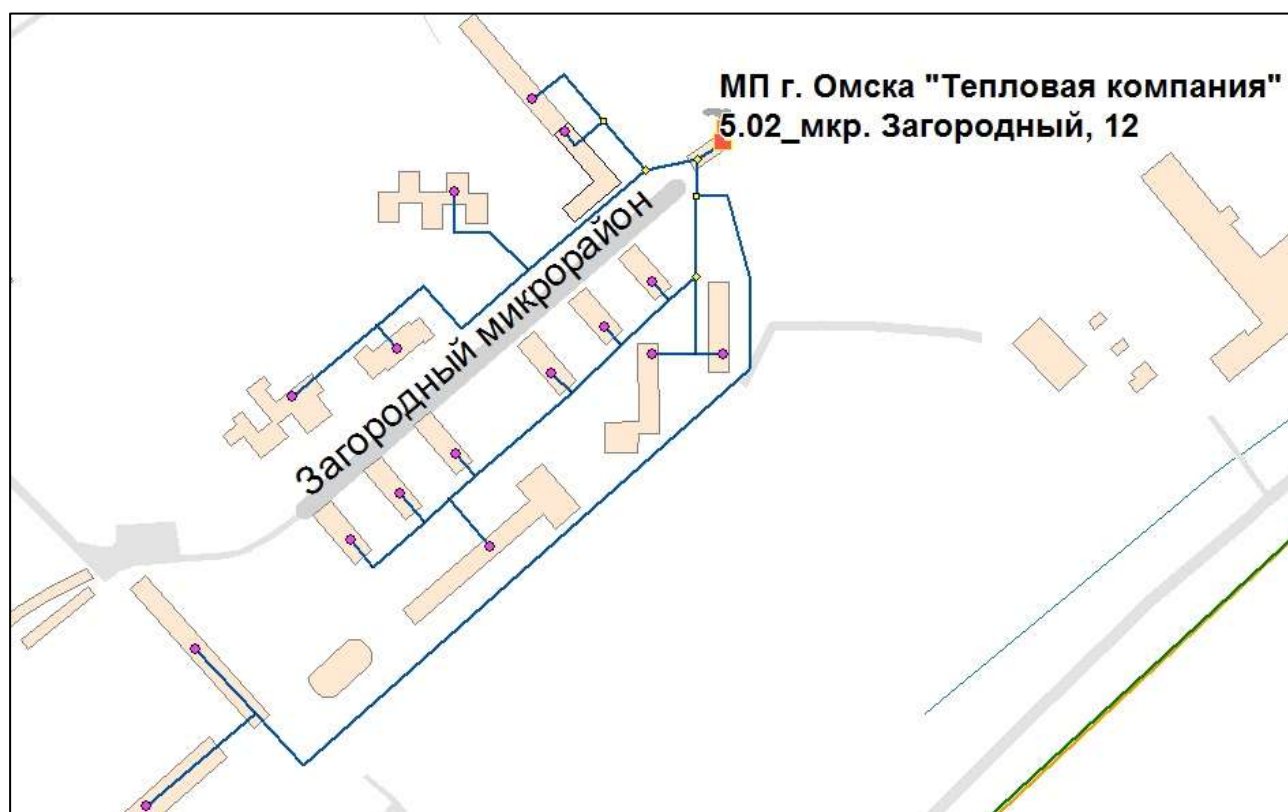 МП г. Омска "Тепловая компания"
5.02_мкр. Загородный, 12
Загородный микрорайон